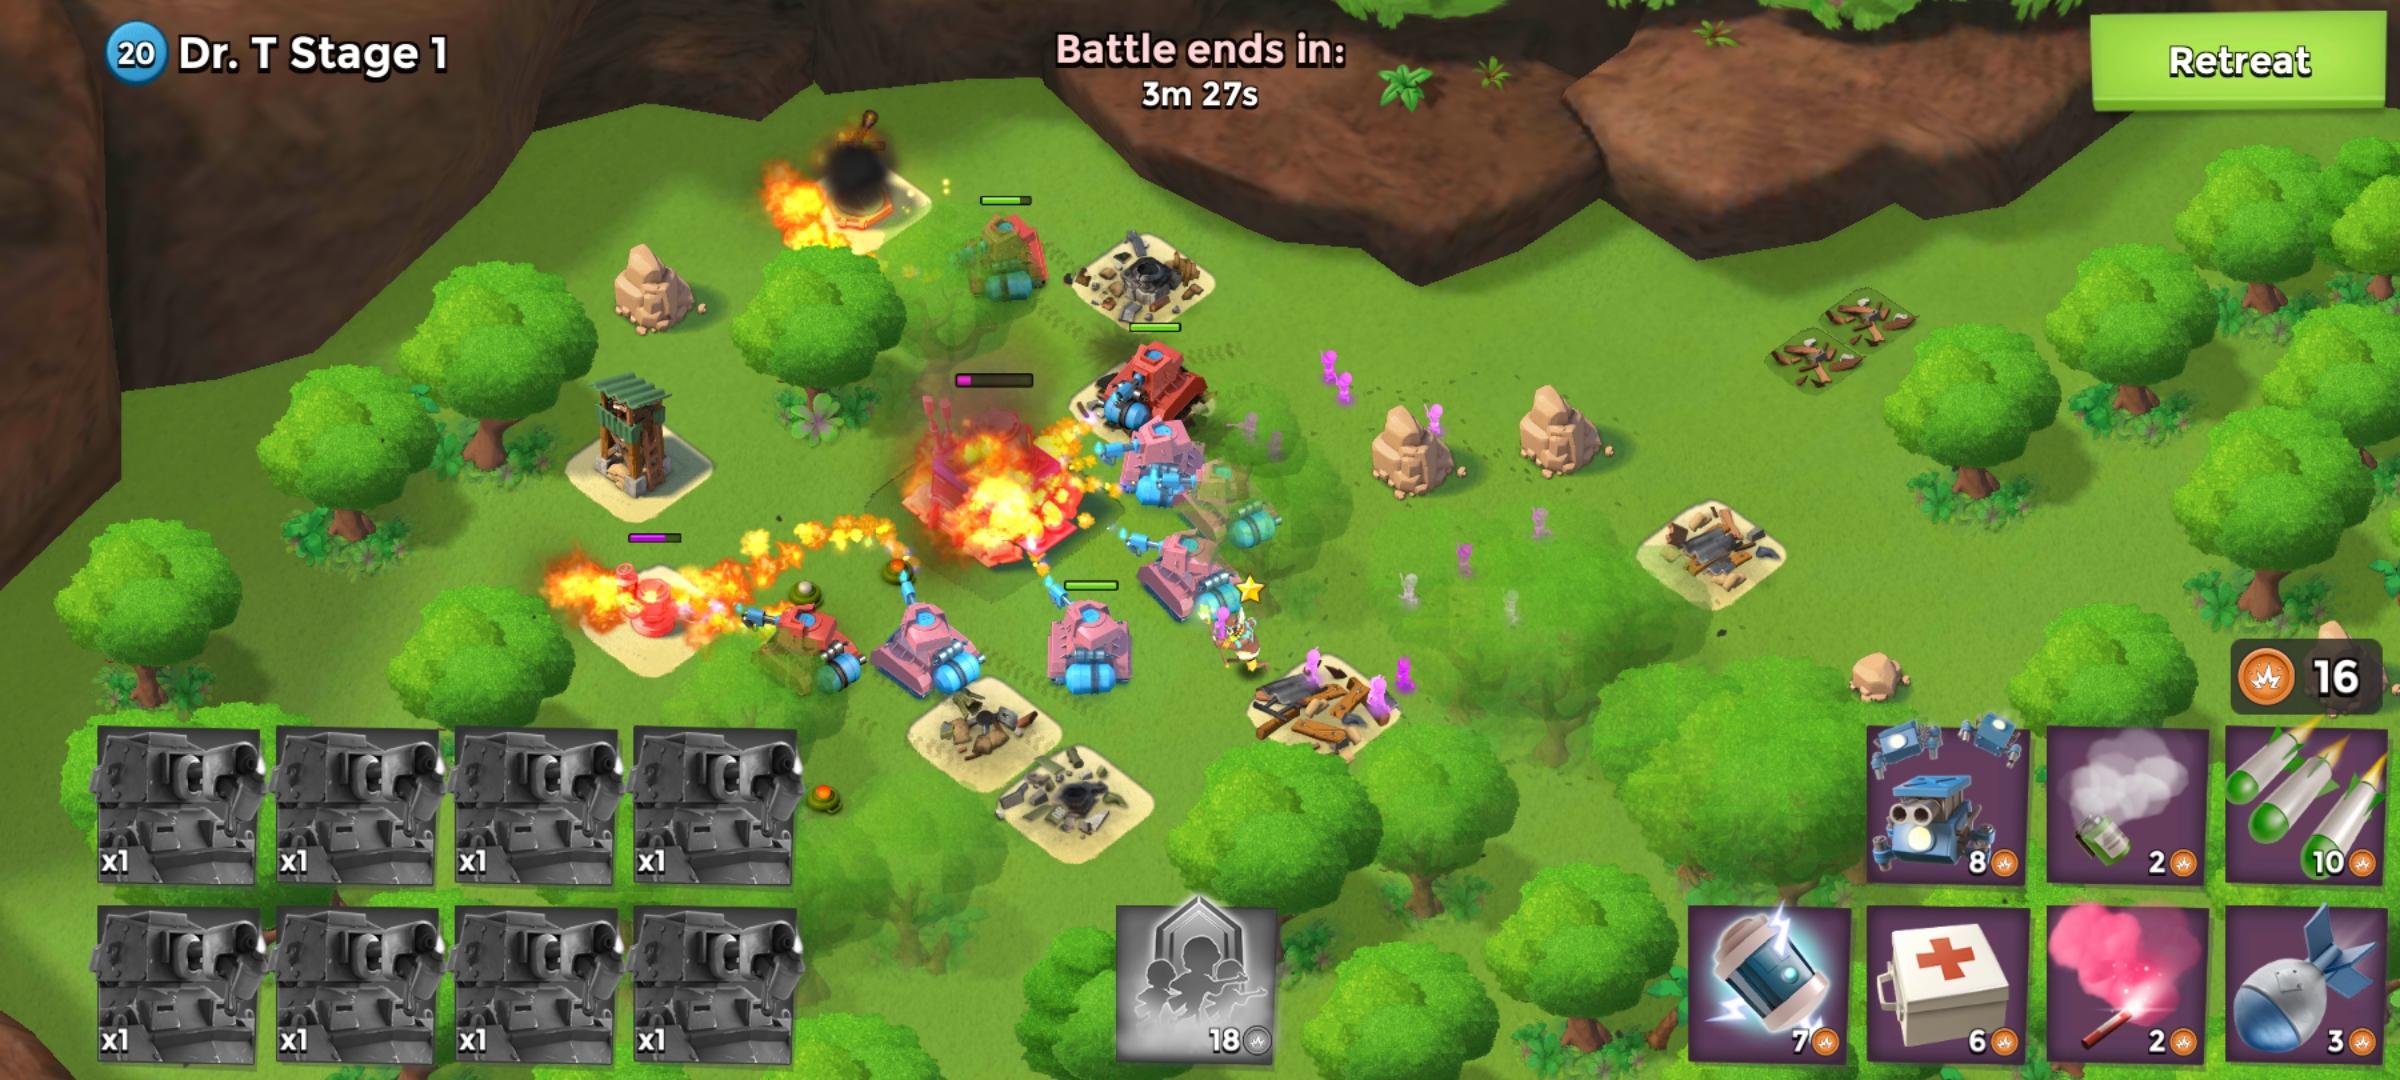 20 Dr. T Stage 1
Battle ends in:
3m 27s
Retreat
16
x1 x1 x1 x1
8 2 10
x1 x1 x1 x1
18
7 6 2 3